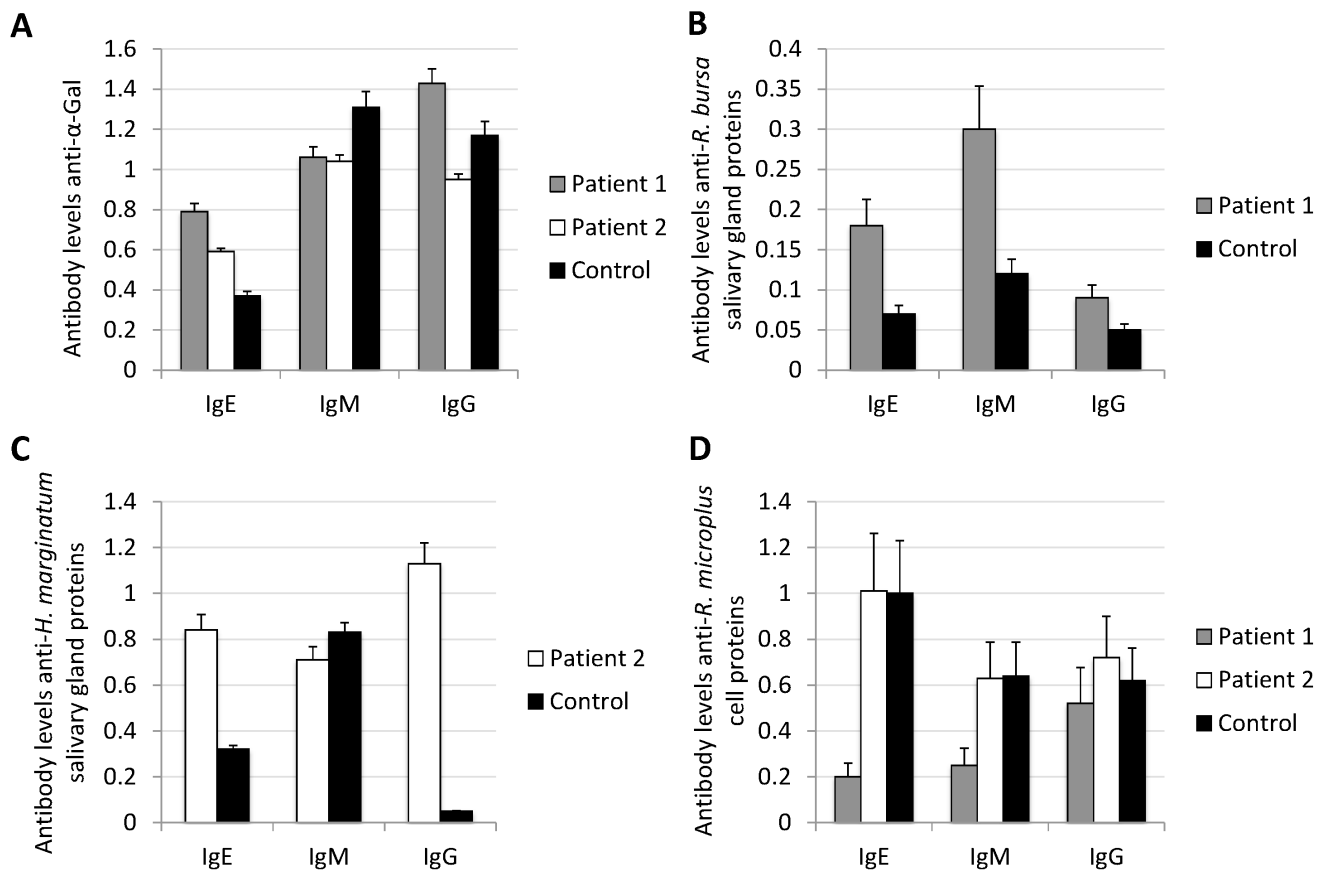 A
Antibody levels anti-α-Gal
1.6
1.4
1.2
1
0.8
0.6
0.4
0.2
0
IgE IgM IgG
Patient 1
Patient 2
Control
B
Antibody levels anti-R. bursa
salivary gland proteins
0.4
0.35
0.3
0.25
0.2
0.15
0.1
0.05
0
IgE IgM IgG
Patient 1
Control
C
Antibody levels anti-H. marginatum
salivary gland proteins
1.4
1.2
1
0.8
0.6
0.4
0.2
0
IgE IgM IgG
Patient 2
Control
D
Antibody levels anti-R. microplus
cell proteins
1.4
1.2
1
0.8
0.6
0.4
0.2
0
IgE IgM IgG
Patient 1
Patient 2
Control